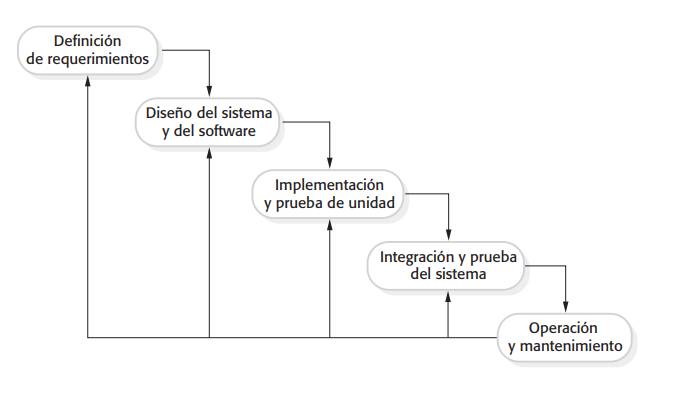 Definición
de requerimientos
Diseño del sistema
y del software
Implementación
y prueba de unidad
Integración y prueba
del sistema
Operación
y mantenimiento